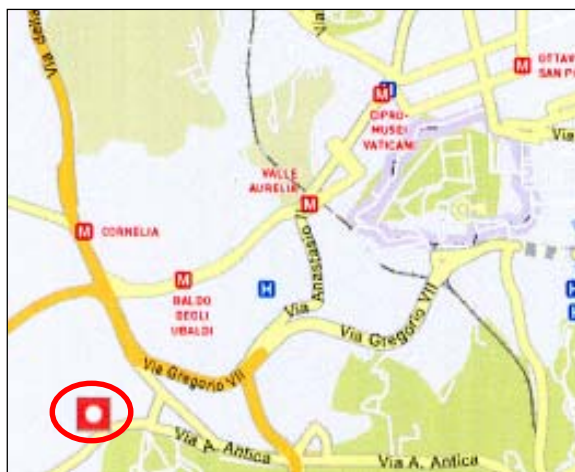 Via della
M
OTTAV
SAN P
M
CIPRO-
MUSEI
VATICANI
Via
VALLE
AURELIA
M
M
CORNELIA
M
BALDO
DEGLI
UBALDI
H
H
H
Via Anastasio I
Via Gregorio VII
Via Gregorio VII
Via A. Antica
Via A. Antica